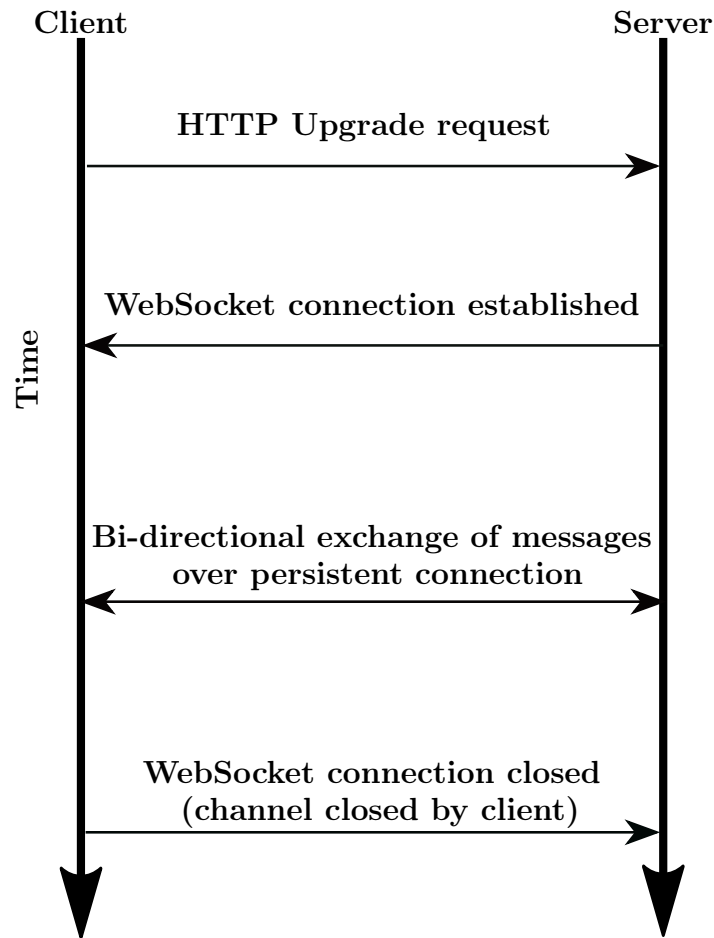 Client
Server
HTTP Upgrade request
WebSocket connection established
Time
Bi-directional exchange of messages
over persistent connection
WebSocket connection closed
(channel closed by client)